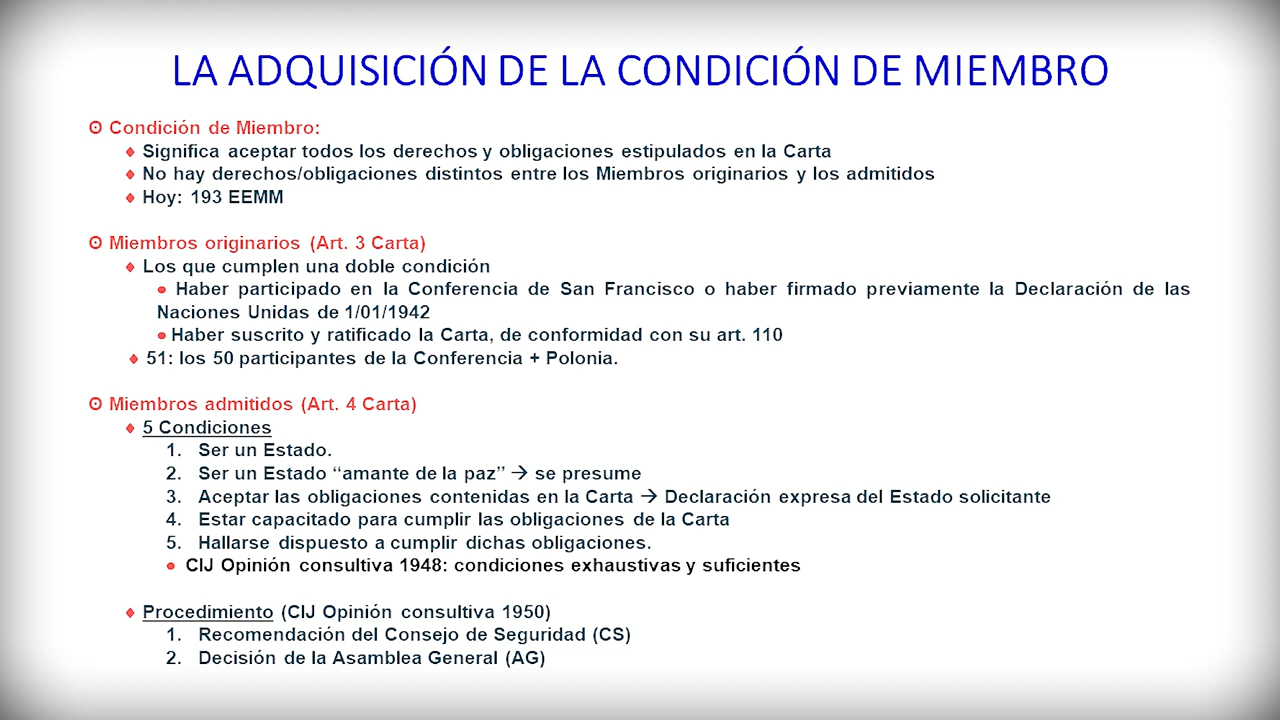 LA ADQUISICIÓN DE LA CONDICIÓN DE MIEMBRO
Condición de Miembro:
Significa aceptar todos los derechos y obligaciones estipulados en la Carta
No hay derechos/obligaciones distintos entre los Miembros originarios y los admitidos
Hoy: 193 EEMM
Miembros originarios (Art. 3 Carta)
Los que cumplen una doble condición
Haber participado en la Conferencia de San Francisco o haber firmado previamente la Declaración de las
Naciones Unidas de 1/01/1942
Haber suscrito y ratificado la Carta, de conformidad con su art. 110
51: los 50 participantes de la Conferencia + Polonia.
Miembros admitidos (Art. 4 Carta)
5 Condiciones
1. Ser un Estado.
2. Ser un Estado “amante de la paz” → se presume
3. Aceptar las obligaciones contenidas en la Carta → Declaración expresa del Estado solicitante
4. Estar capacitado para cumplir las obligaciones de la Carta
5. Hallarse dispuesto a cumplir dichas obligaciones.
CIJ Opinión consultiva 1948: condiciones exhaustivas y suficientes
Procedimiento (CIJ Opinión consultiva 1950)
1. Recomendación del Consejo de Seguridad (CS)
2. Decisión de la Asamblea General (AG)